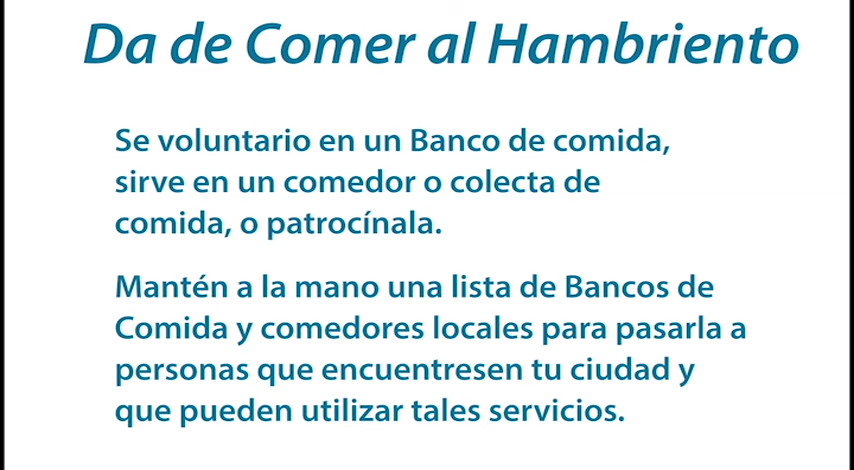 Da de Comer al Hambriento
Se voluntario en un Banco de comida,
sirve en un comedor o colecta de
comida, o patrocínala.
Mantén a la mano una lista de Bancos de
Comida y comedores locales para pasarla a
personas que encuentresen tu ciudad y
que pueden utilizar tales servicios.